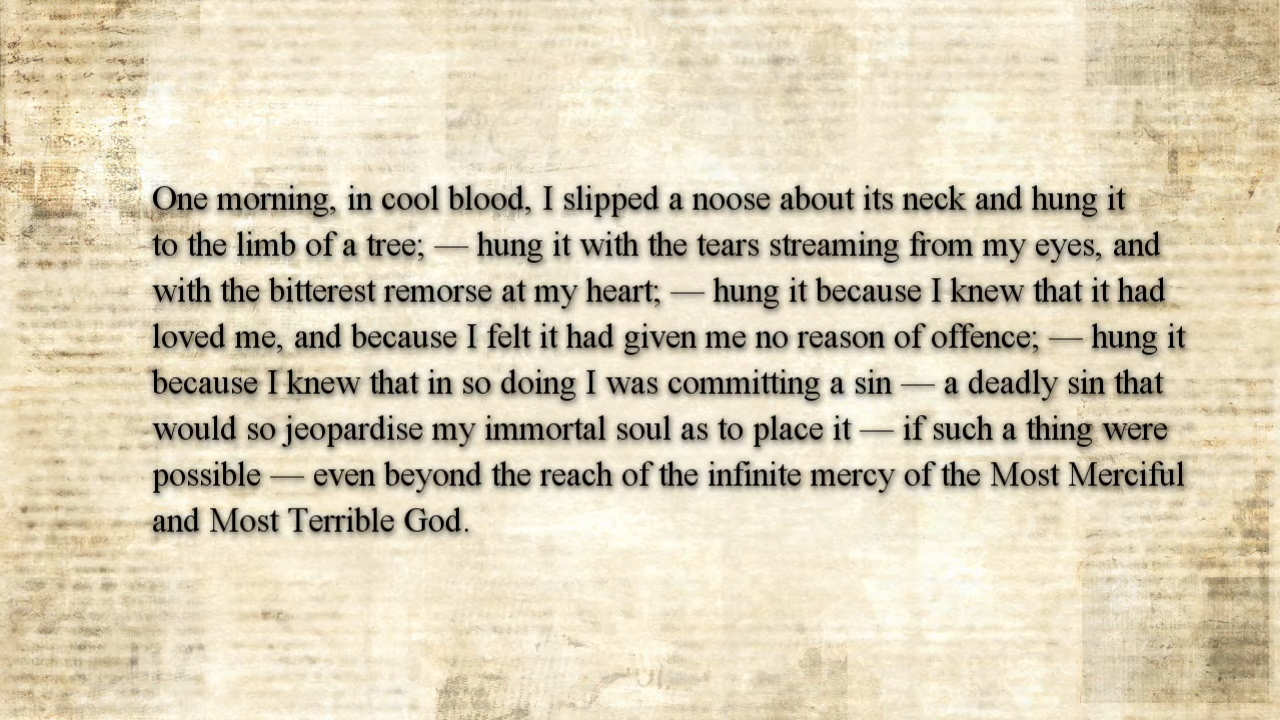 One morning, in cool blood, I slipped a noose about its neck and hung it
to the limb of a tree; — hung it with the tears streaming from my eyes, and
with the bitterest remorse at my heart; — hung it because I knew that it had
loved me, and because I felt it had given me no reason of offence; — hung it
because I knew that in so doing I was committing a sin — a deadly sin that
would so jeopardise my immortal soul as to place it — if such a thing were
possible — even beyond the reach of the infinite mercy of the Most Merciful
and Most Terrible God.